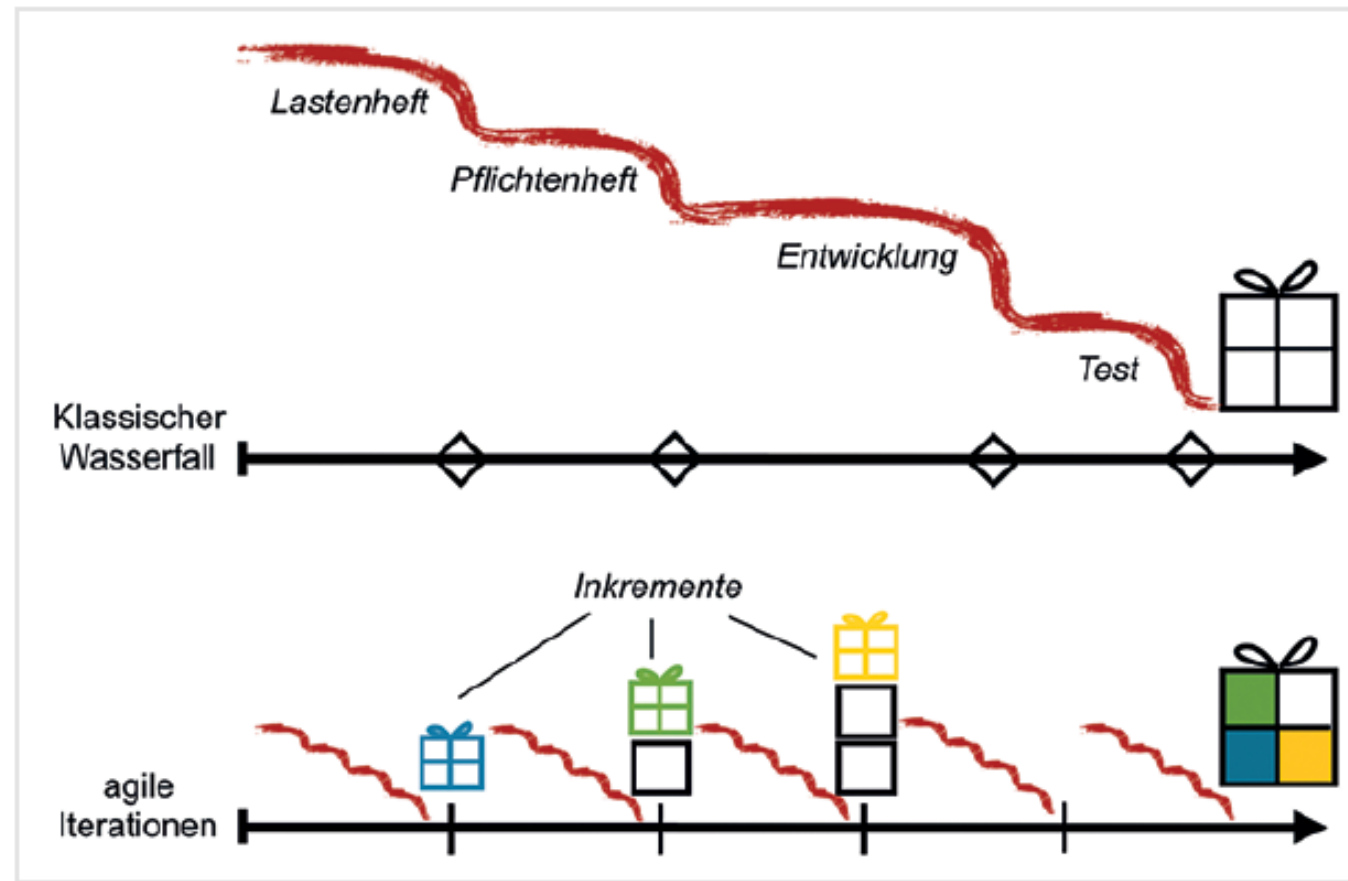 Lastenheft
Pflichtenheft
Entwicklung
Test
Klassischer
Wasserfall
Inkremente
agile
Iterationen